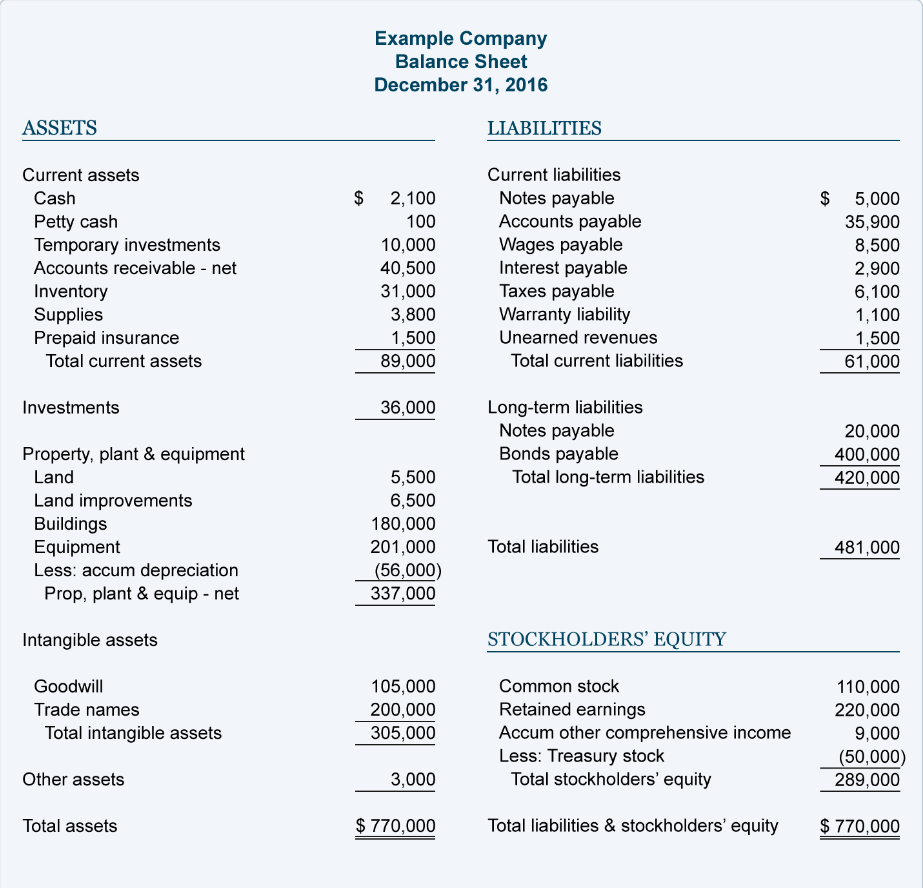 Example Company
Balance Sheet
December 31, 2016
ASSETS
Current assets
Cash $ 2,100
Petty cash 100
Temporary investments 10,000
Accounts receivable - net 40,500
Inventory 31,000
Supplies 3,800
Prepaid insurance 1,500
Total current assets 89,000
Investments 36,000
Property, plant & equipment
Land 5,500
Land improvements 6,500
Buildings 180,000
Equipment 201,000
Less: accum depreciation (56,000)
Prop, plant & equip - net 337,000
Intangible assets
Goodwill 105,000
Trade names 200,000
Total intangible assets 305,000
Other assets 3,000
Total assets $ 770,000
LIABILITIES
Current liabilities
Notes payable $ 5,000
Accounts payable 35,900
Wages payable 8,500
Interest payable 2,900
Taxes payable 6,100
Warranty liability 1,100
Unearned revenues 1,500
Total current liabilities 61,000
Long-term liabilities
Notes payable 20,000
Bonds payable 400,000
Total long-term liabilities 420,000
Total liabilities 481,000
STOCKHOLDERS’ EQUITY
Common stock 110,000
Retained earnings 220,000
Accum other comprehensive income 9,000
Less: Treasury stock (50,000)
Total stockholders’ equity 289,000
Total liabilities & stockholders’ equity $ 770,000